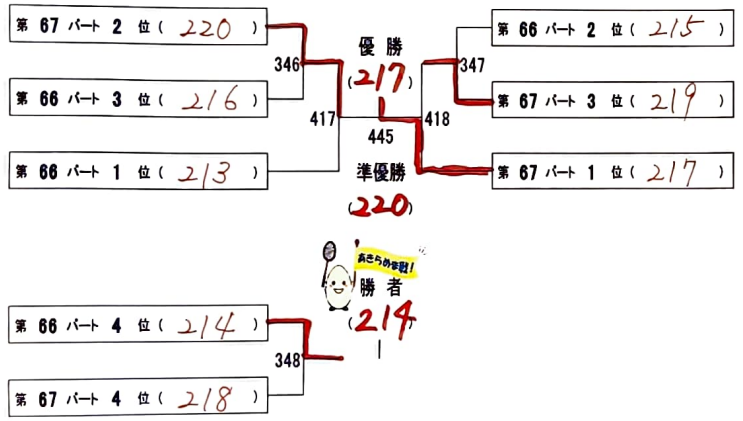 第 67 パート 2 位 ( 220 )
346
第 66 パート 3 位 ( 216 )
417
第 66 パート 1 位 ( 213 )
優 勝
(217)
445
準優勝
(220)
第 66 パート 2 位 ( 215 )
347
第 67 パート 3 位 ( 219 )
418
第 67 パート 1 位 ( 217 )
あきらめま戦!
勝 者
(214)
第 66 パート 4 位 ( 214 )
348
第 67 パート 4 位 ( 218 )